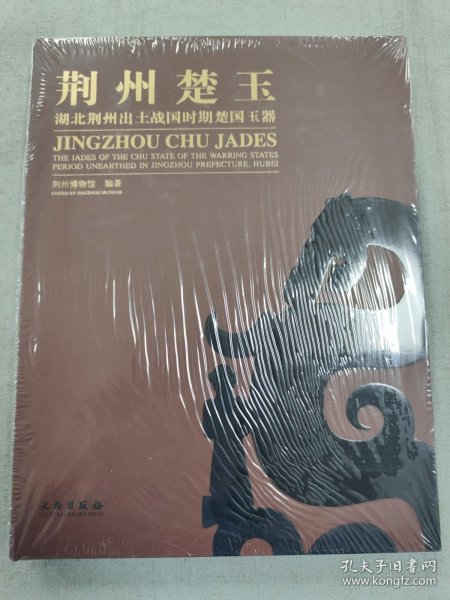 荆州楚玉
湖北荆州出土战国时期楚国玉器
JINGZHOU CHU JADES
THE JADES OF THE CHU STATE OF THE WARRING STATES
PERIOD UNEARTHED IN JINGZHOU PREFECTURE, HUBEI
荆州博物馆 编著
EDITED BY JINGZHOU MUSEUM
文物出版社
CULTURAL RELICS PRESS
孔夫子旧书网
www.kongfz.com